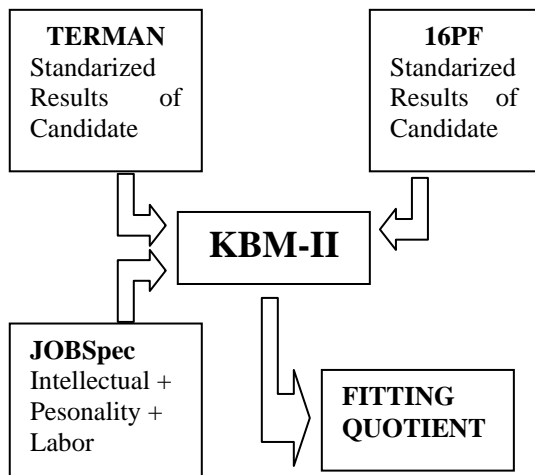 TERMAN
Standarized
Results of
Candidate
16PF
Standarized
Results of
Candidate
KBM-II
JOBSpec
Intellectual +
Pesonality +
Labor
FITTING
QUOTIENT